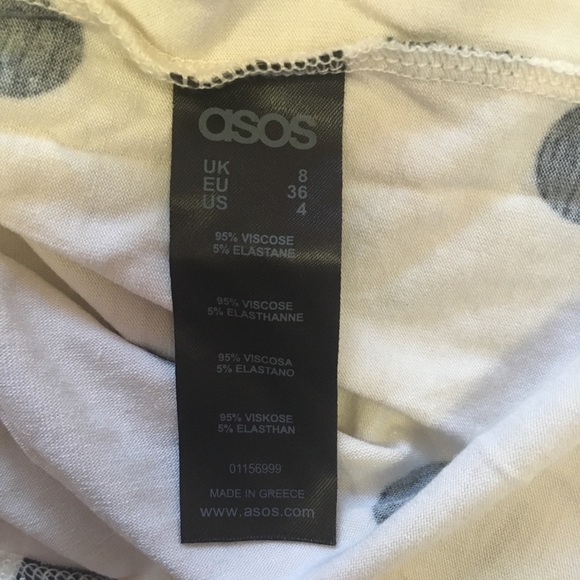 asos
UK 8
EU 36
US 4
95% VISCOSE
5% ELASTANE
95% VISCOSE
5% ELASTHANNE
95% VISCOSA
5% ELASTANO
95% VISKOSE
5% ELASTHAN
01156999
MADE IN GREECE
www.asos.com